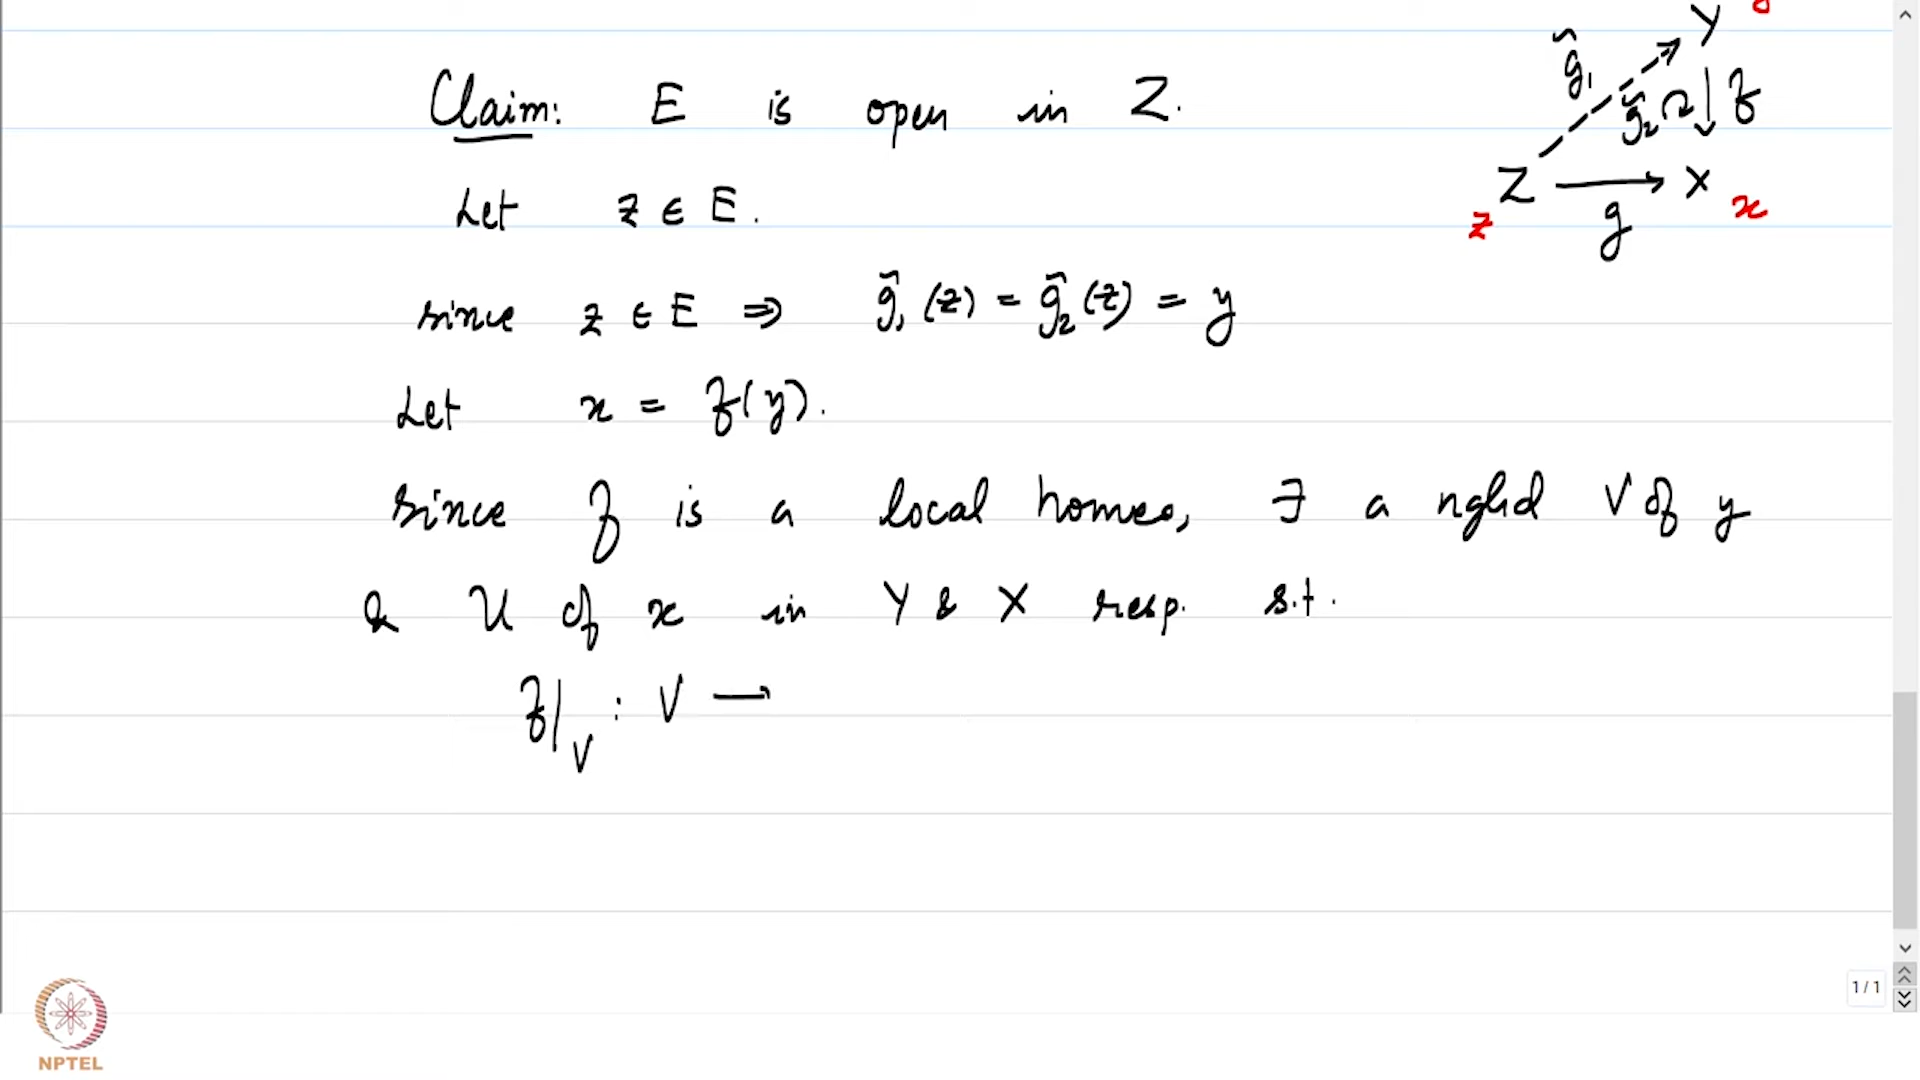 Claim: E is open in Z.
Let z ∈ E.
since z ∈ E ⇒ g̃₁(z) = g̃₂(z) = y
Let x = f(y).
since f is a local homeo, ∃ a nghd V of y
& U of x in Y & X resp. s.t.
f|_V : V ⟶
Y
g̃₁
g̃₂ ↓ f
Z ⟶ X
z g x
1 / 1
NPTEL